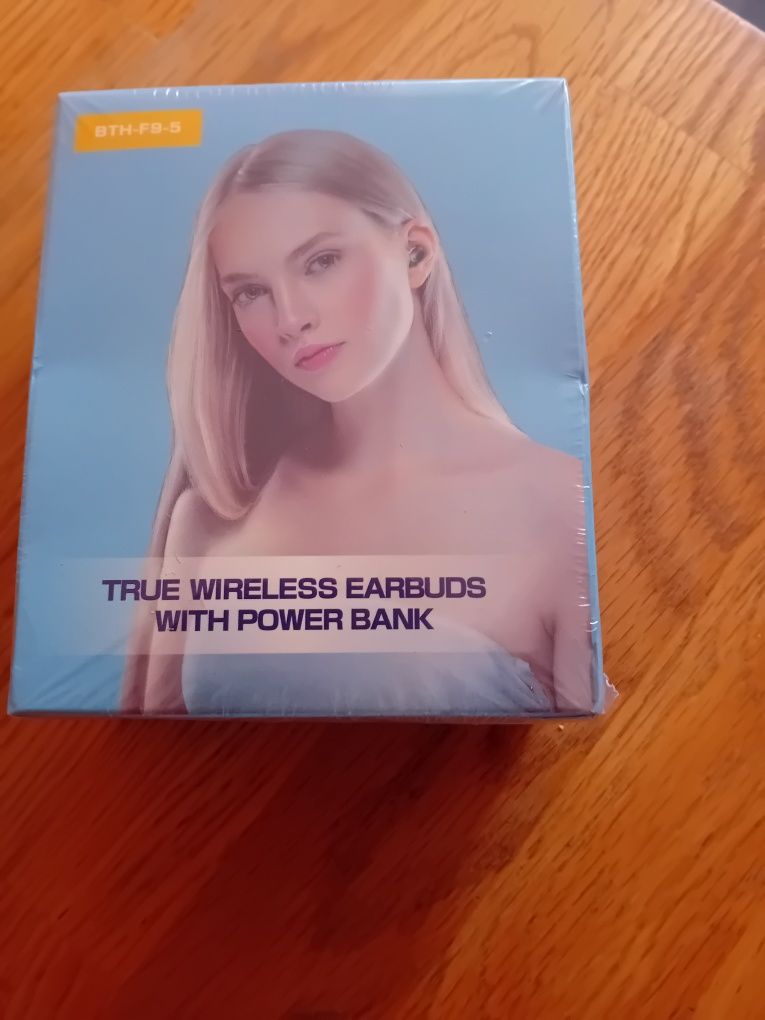 BTH-F9-5
TRUE WIRELESS EARBUDS
WITH POWER BANK